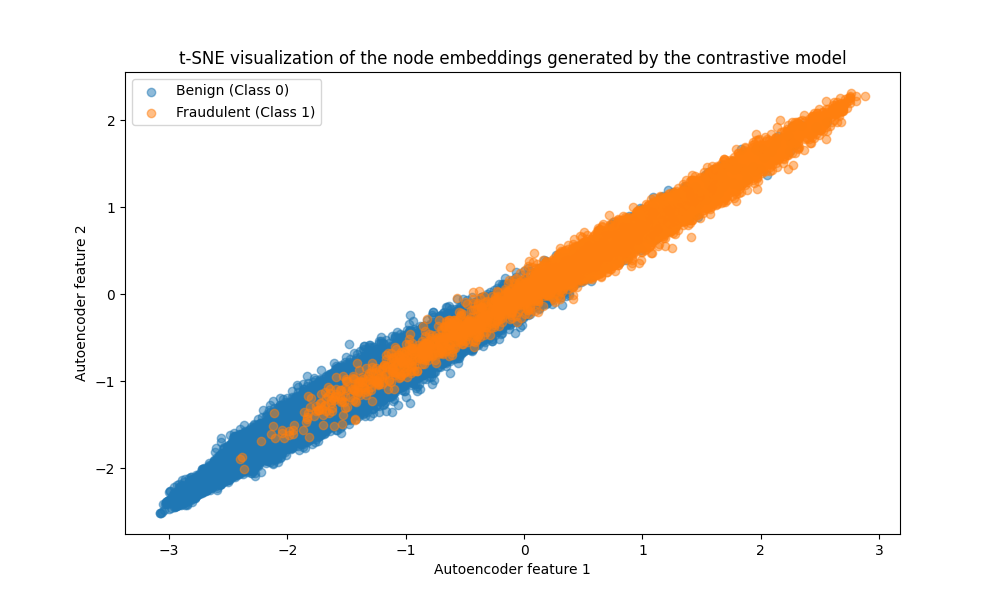 t-SNE visualization of the node embeddings generated by the contrastive model
Benign (Class 0)
Fraudulent (Class 1)
Autoencoder feature 2
2
1
0
−1
−2
−3
−2
−1
0
1
2
3
Autoencoder feature 1